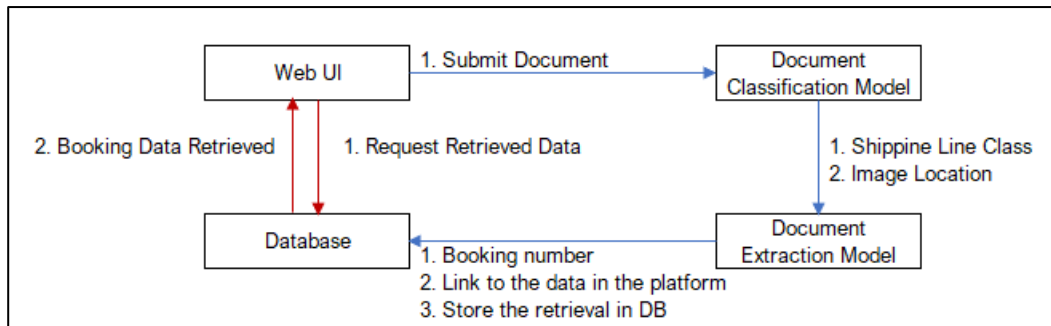 Web UI
1. Submit Document
Document
Classification Model
2. Booking Data Retrieved
1. Request Retrieved Data
1. Shippine Line Class
2. Image Location
Database
Document
Extraction Model
1. Booking number
2. Link to the data in the platform
3. Store the retrieval in DB